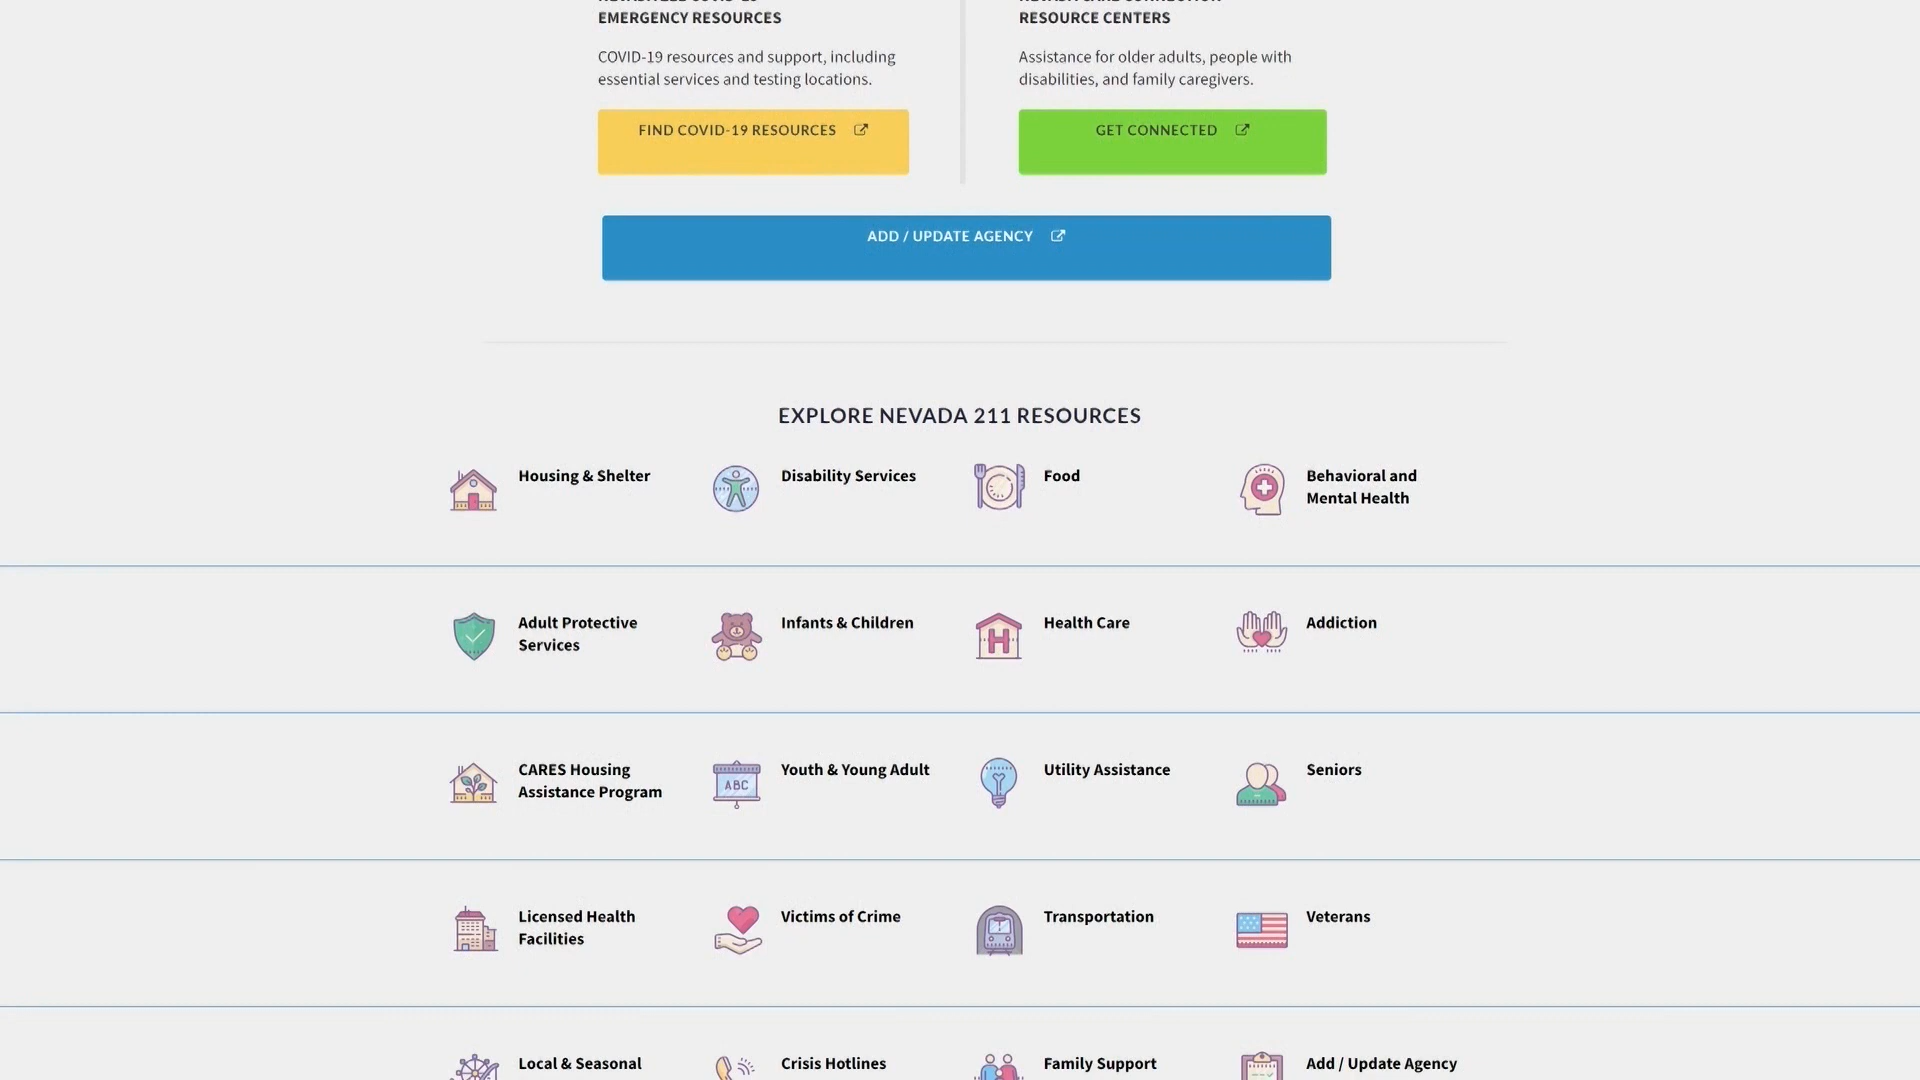 EMERGENCY RESOURCES
COVID-19 resources and support, including
essential services and testing locations.
FIND COVID-19 RESOURCES
RESOURCE CENTERS
Assistance for older adults, people with
disabilities, and family caregivers.
GET CONNECTED
ADD / UPDATE AGENCY
EXPLORE NEVADA 211 RESOURCES
Housing & Shelter
Disability Services
Food
Behavioral and
Mental Health
Adult Protective
Services
Infants & Children
Health Care
Addiction
CARES Housing
Assistance Program
ABC
Youth & Young Adult
Utility Assistance
Seniors
Licensed Health
Facilities
Victims of Crime
Transportation
Veterans
Local & Seasonal
Crisis Hotlines
Family Support
Add / Update Agency